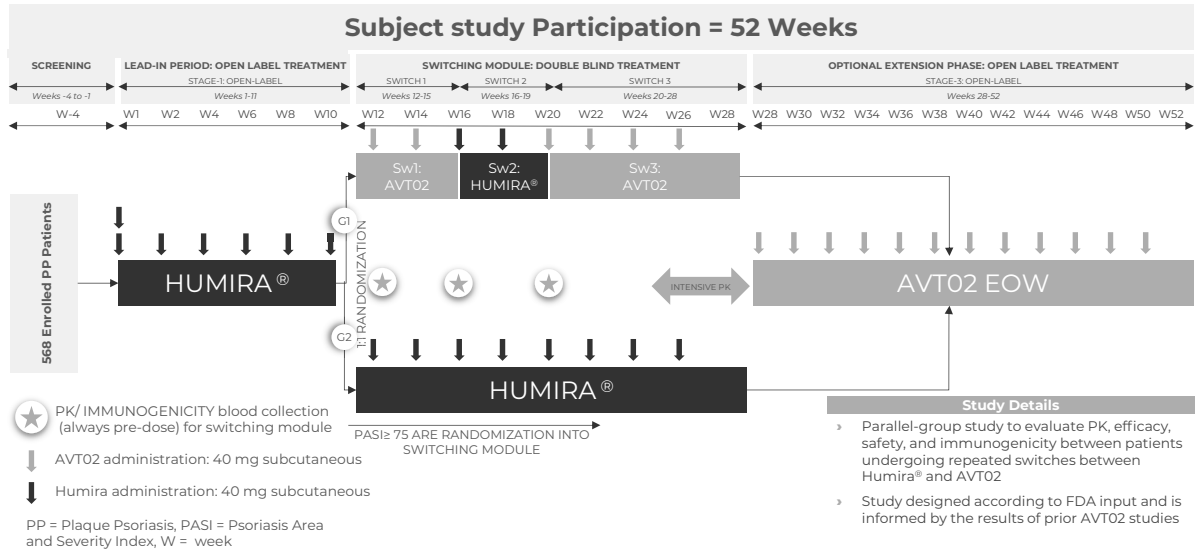 Subject study Participation = 52 Weeks
SCREENING
LEAD-IN PERIOD: OPEN LABEL TREATMENT
SWITCHING MODULE: DOUBLE BLIND TREATMENT
OPTIONAL EXTENSION PHASE: OPEN LABEL TREATMENT
STAGE-1: OPEN-LABEL
SWITCH 1
SWITCH 2
SWITCH 3
STAGE-3: OPEN-LABEL
Weeks -4 to -1
Weeks 1-11
Weeks 12-15
Weeks 16-19
Weeks 20-28
Weeks 28-52
W-4
W1 W2 W4 W6 W8 W10
W12 W14 W16 W18 W20 W22 W24 W26 W28
W28 W30 W32 W34 W36 W38 W40 W42 W44 W46 W48 W50 W52
568 Enrolled PP Patients
HUMIRA ®
G1
G2
1:1 RANDOMIZATION
Sw1:
AVT02
Sw2:
HUMIRA®
Sw3:
AVT02
INTENSIVE PK
AVT02 EOW
HUMIRA ®
PASI≥ 75 ARE RANDOMIZATION INTO
SWITCHING MODULE
PK/ IMMUNOGENICITY blood collection
(always pre-dose) for switching module
AVT02 administration: 40 mg subcutaneous
Humira administration: 40 mg subcutaneous
PP = Plaque Psoriasis, PASI = Psoriasis Area
and Severity Index, W = week
Study Details
› Parallel-group study to evaluate PK, efficacy,
safety, and immunogenicity between patients
undergoing repeated switches between
Humira® and AVT02
› Study designed according to FDA input and is
informed by the results of prior AVT02 studies